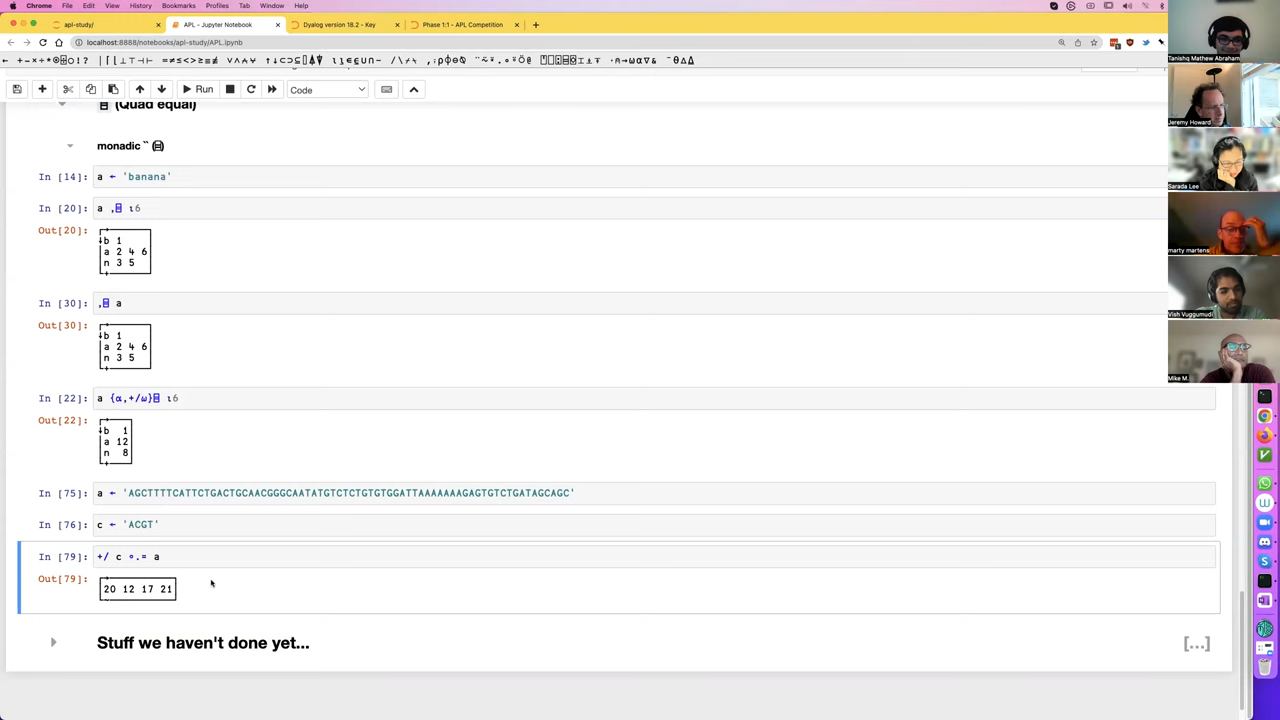 Chrome File Edit View History Bookmarks Profiles Tab Window Help
apl-study/ APL - Jupyter Notebook Dyalog version 18.2 - Key Phase 1:1 - APL Competition
localhost:8888/notebooks/apl-study/APL.ipynb
Run Code
⌸ (Quad equal)
monadic `` (⌸)
In [14]: a ← 'banana'
In [20]: a ,⌸ ⍳6
Out[20]:
b 1
a 2 4 6
n 3 5
In [30]: ,⌸ a
Out[30]:
b 1
a 2 4 6
n 3 5
In [22]: a {⍺,+/⍵}⌸ ⍳6
Out[22]:
b 1
a 12
n 8
In [75]: a ← 'AGCTTTTCATTCTGACTGCAACGGGCAATATGTCTCTGTGTGGATTAAAAAAAGAGTGTCTGATAGCAGC'
In [76]: c ← 'ACGT'
In [79]: +/ c ∘.= a
Out[79]: 20 12 17 21
Stuff we haven't done yet...
[...]
Tanishq Mathew Abraham
Jeremy Howard
Sarada Lee
marty martens
Vish Vuggumudi
Mike M.